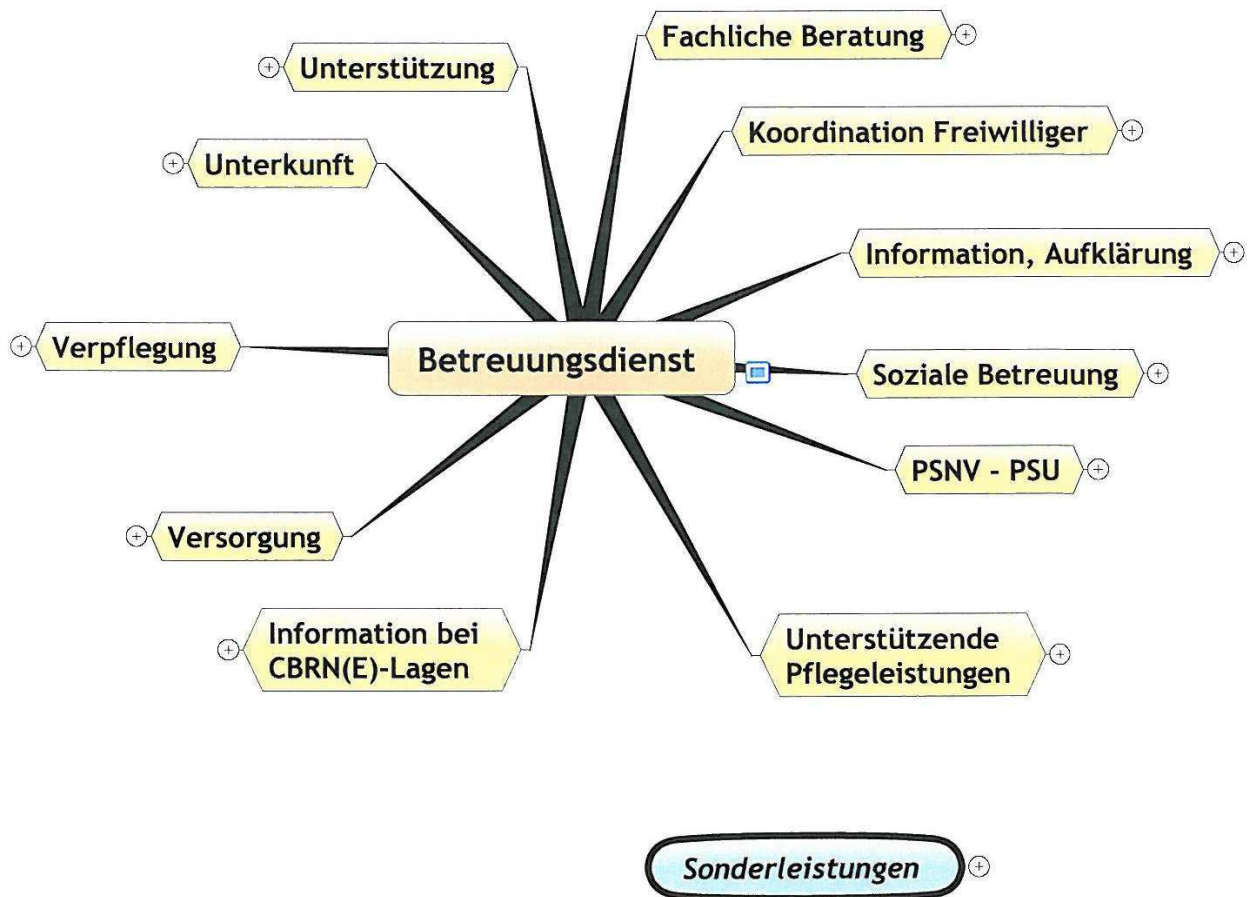 Fachliche Beratung
Unterstützung
Koordination Freiwilliger
Unterkunft
Information, Aufklärung
Verpflegung
Betreuungsdienst
Soziale Betreuung
PSNV - PSU
Versorgung
Information bei
CBRN(E)-Lagen
Unterstützende
Pflegeleistungen
Sonderleistungen